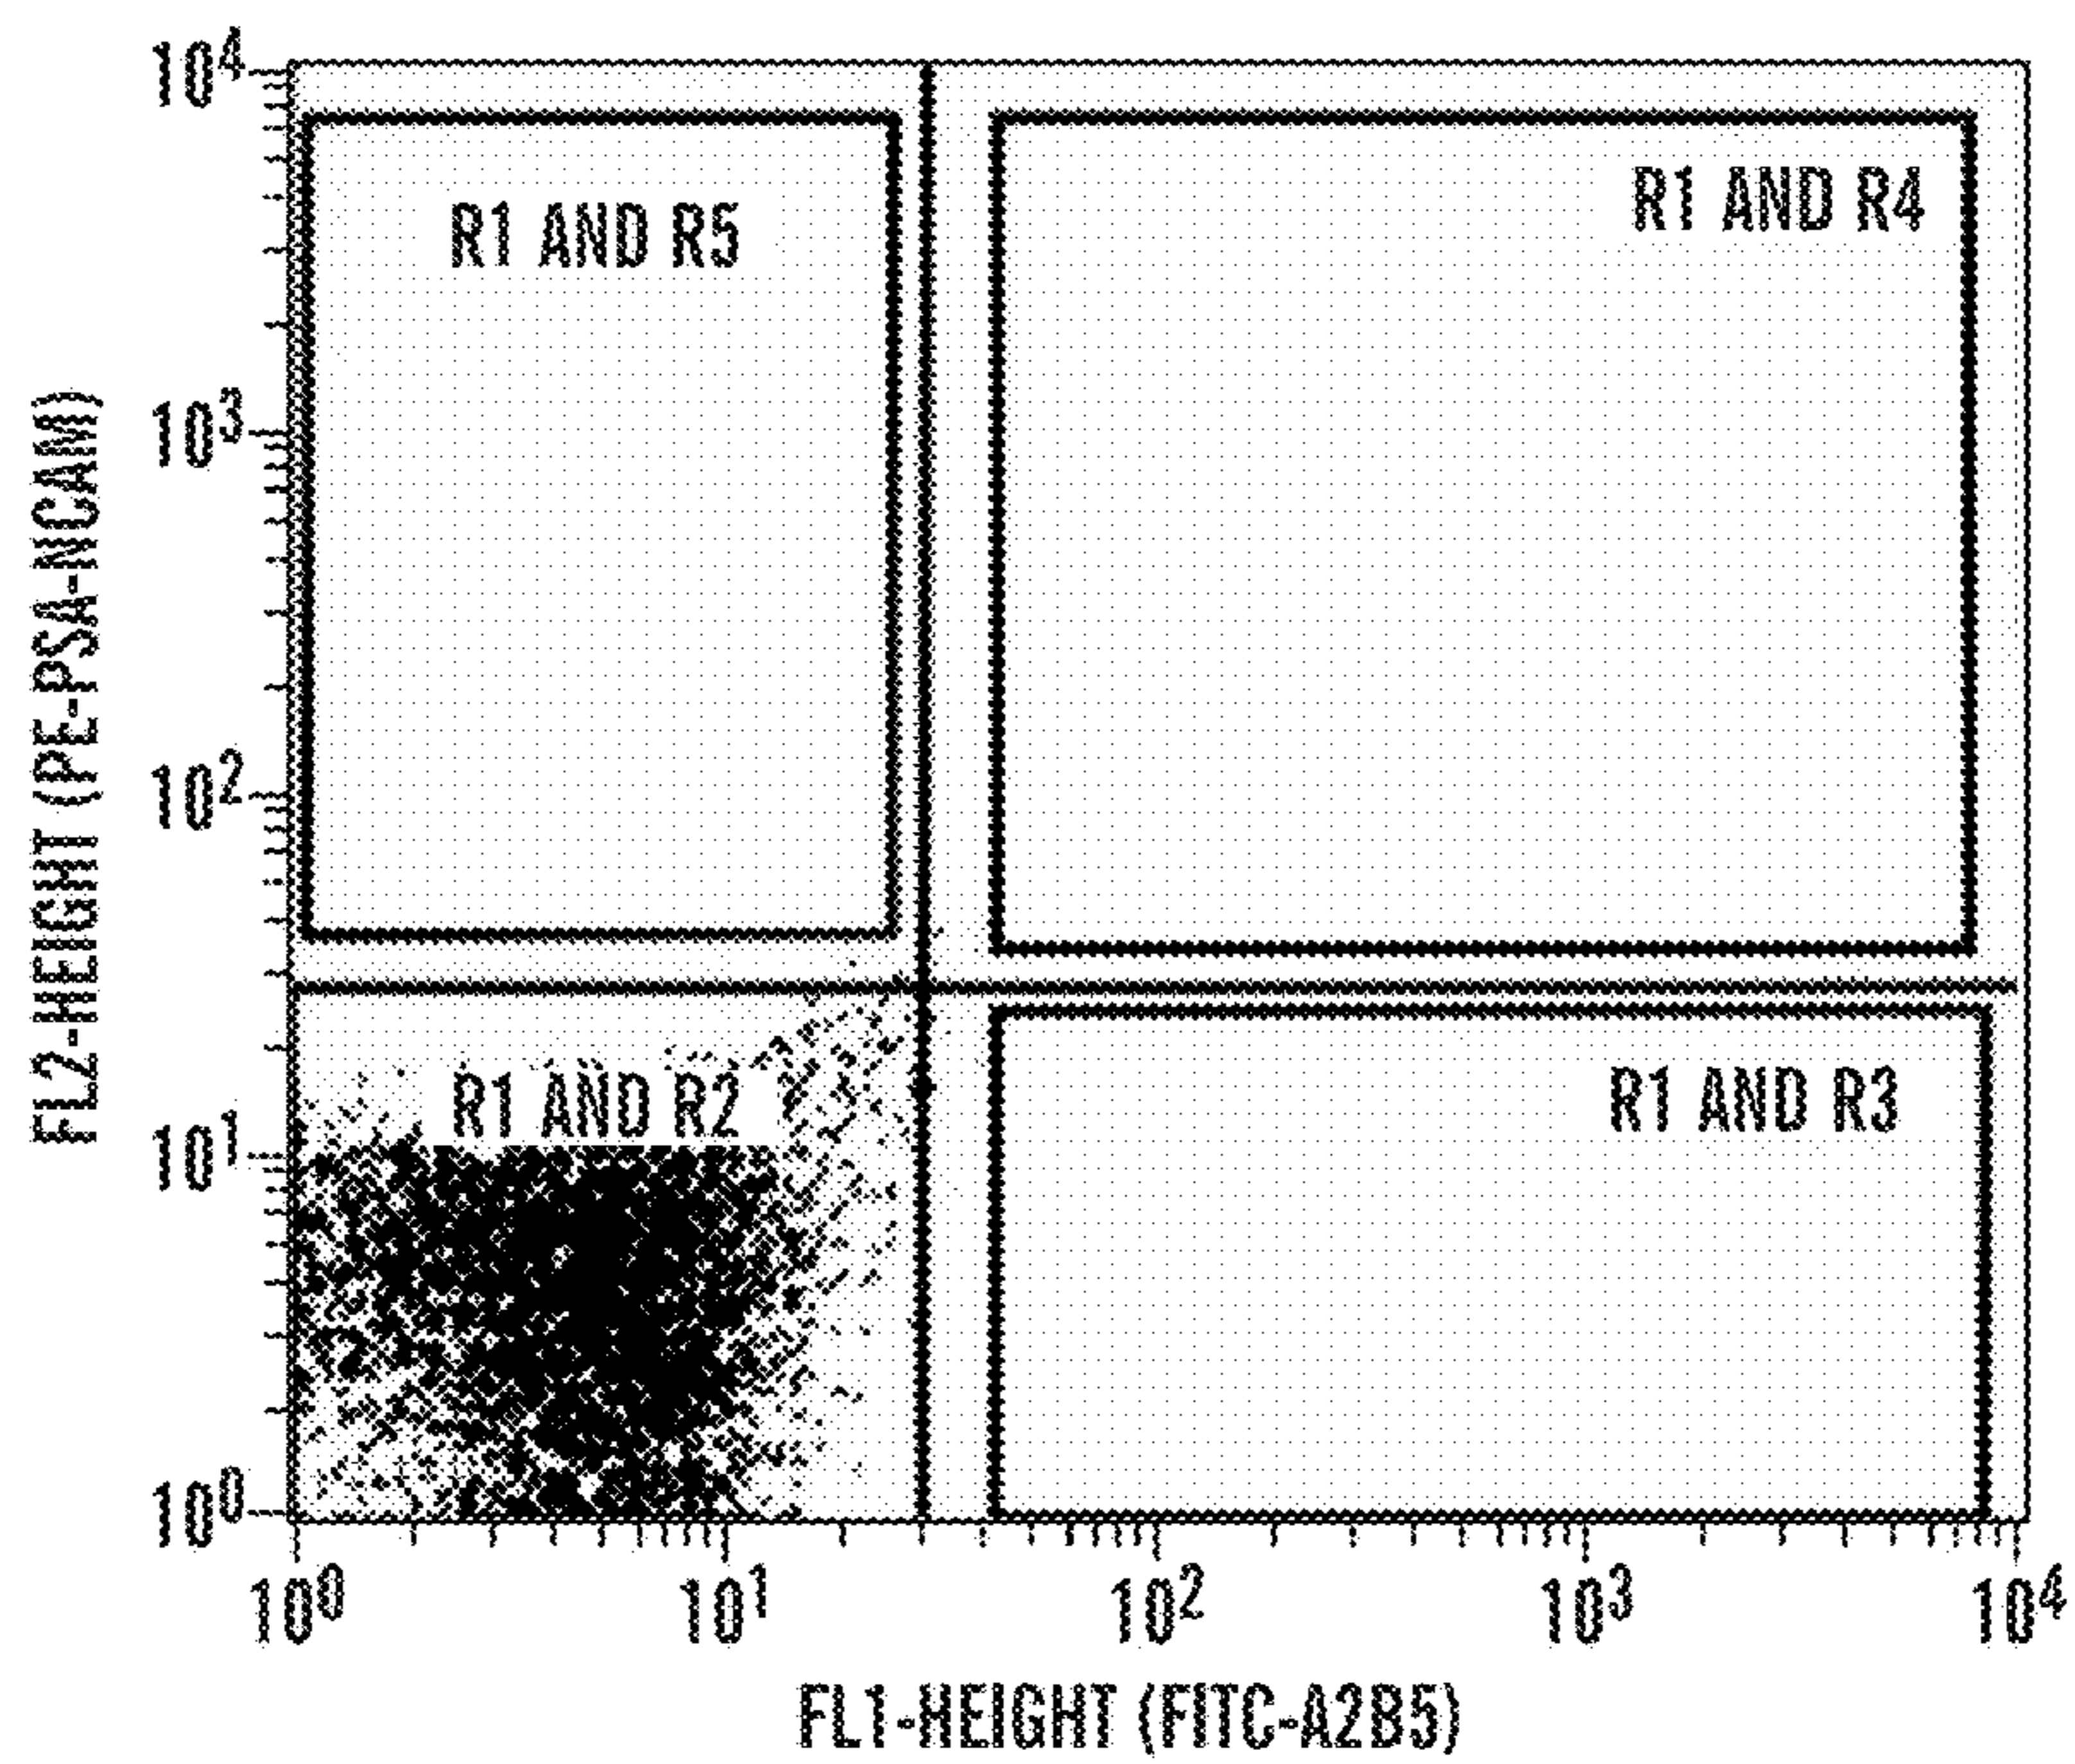 FL2-HEIGHT (PE-PSA-NCAM)
10⁴
10³
10²
10¹
10⁰
R1 AND R5
R1 AND R4
R1 AND R2
R1 AND R3
10⁰ 10¹ 10² 10³ 10⁴
FL1-HEIGHT (FITC-A2B5)